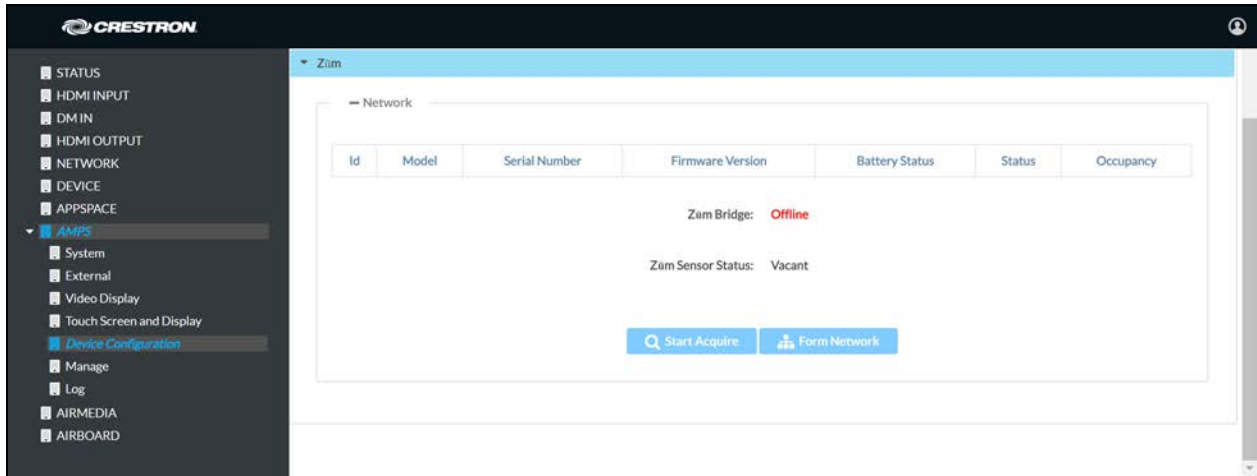 CRESTRON
STATUS
HDMI INPUT
DM IN
HDMI OUTPUT
NETWORK
DEVICE
APPSPACE
AMPS
System
External
Video Display
Touch Screen and Display
Device Configuration
Manage
Log
AIRMEDIA
AIRBOARD
Zūm
Network
Id Model Serial Number Firmware Version Battery Status Status Occupancy
Zūm Bridge: Offline
Zūm Sensor Status: Vacant
Start Acquire Form Network